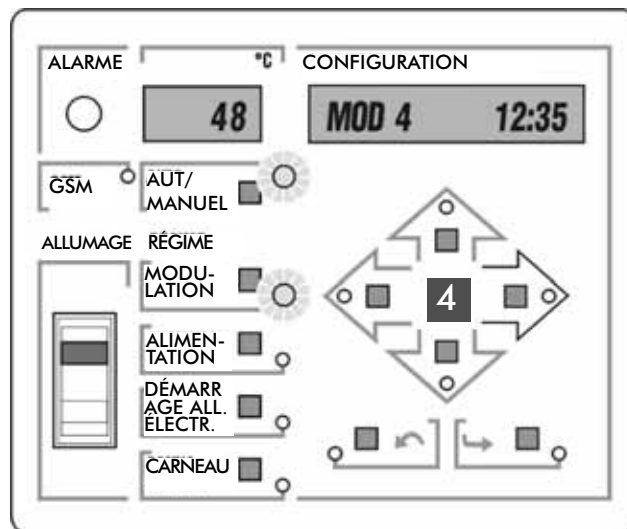 ALARME
°C
CONFIGURATION
48
MOD 4 12:35
GSM
AUT/
MANUEL
ALLUMAGE RÉGIME
MODU-
LATION
4
ALIMEN-
TATION
DÉMARR
AGE ALL.
ÉLECTR.
CARNEAU